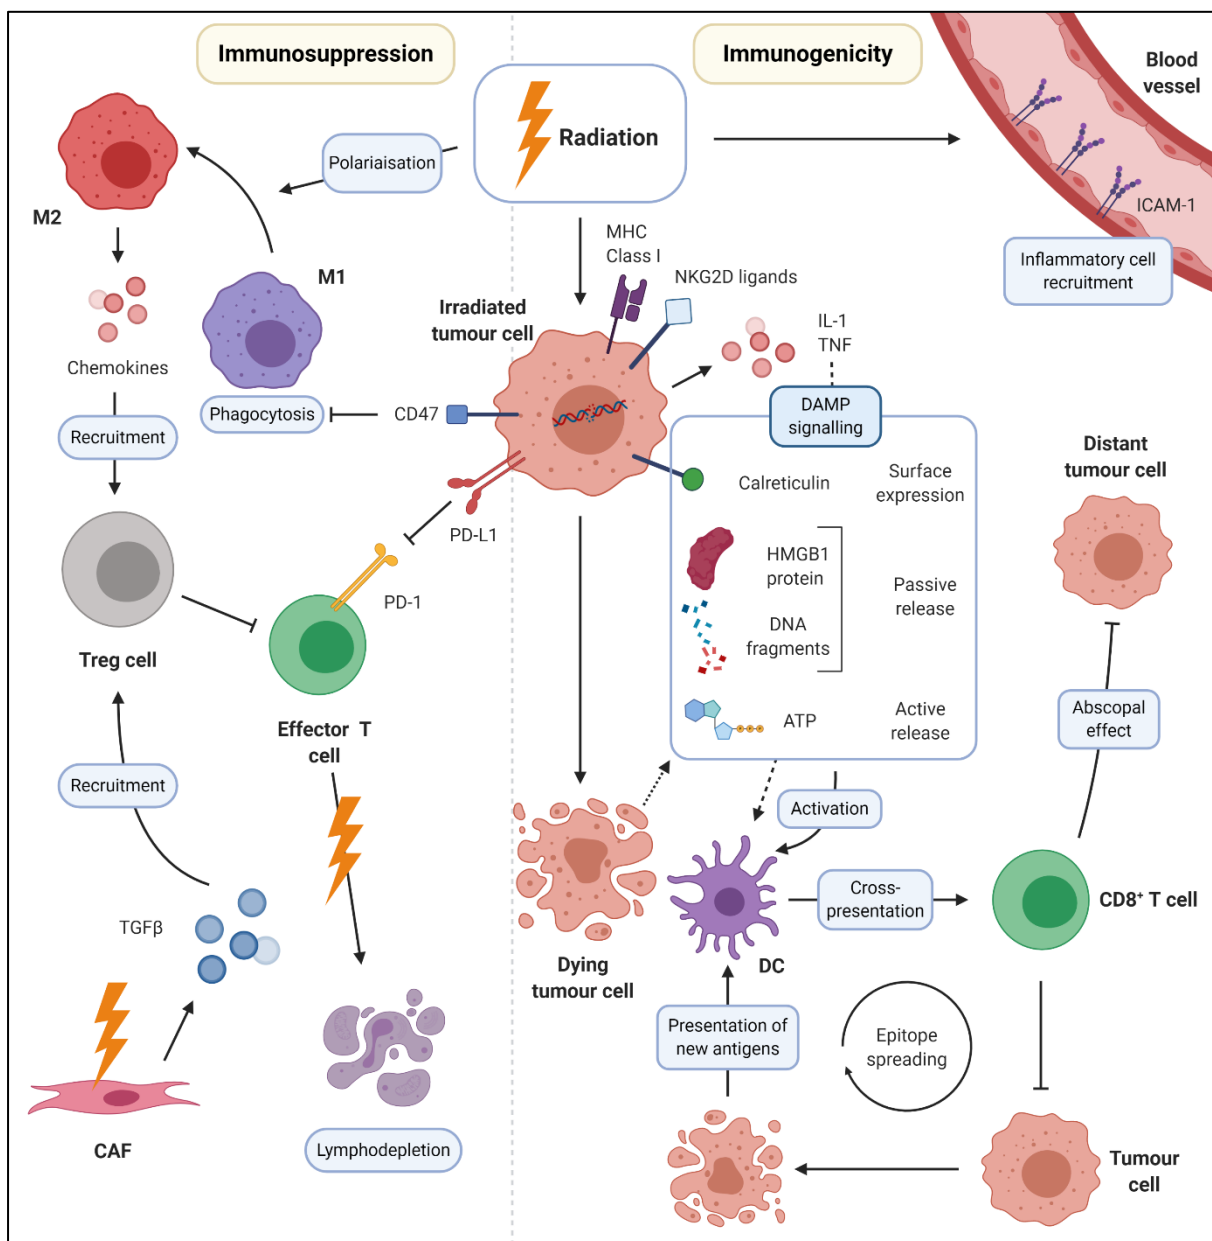 Immunosuppression
Immunogenicity
Blood
vessel
Radiation
Polariaisation
M2
M1
ICAM-1
Inflammatory cell
recruitment
MHC
Class I
NKG2D ligands
Irradiated
tumour cell
IL-1
TNF
Chemokines
Phagocytosis
CD47
Recruitment
DAMP
signalling
Calreticulin
Surface
expression
PD-L1
HMGB1
protein
Passive
release
DNA
fragments
PD-1
Distant
tumour cell
Treg cell
Effector T
cell
ATP
Active
release
Abscopal
effect
Recruitment
Activation
TGFβ
Cross-
presentation
CD8⁺ T cell
Dying
tumour cell
DC
Presentation of
new antigens
Epitope
spreading
CAF
Lymphodepletion
Tumour
cell